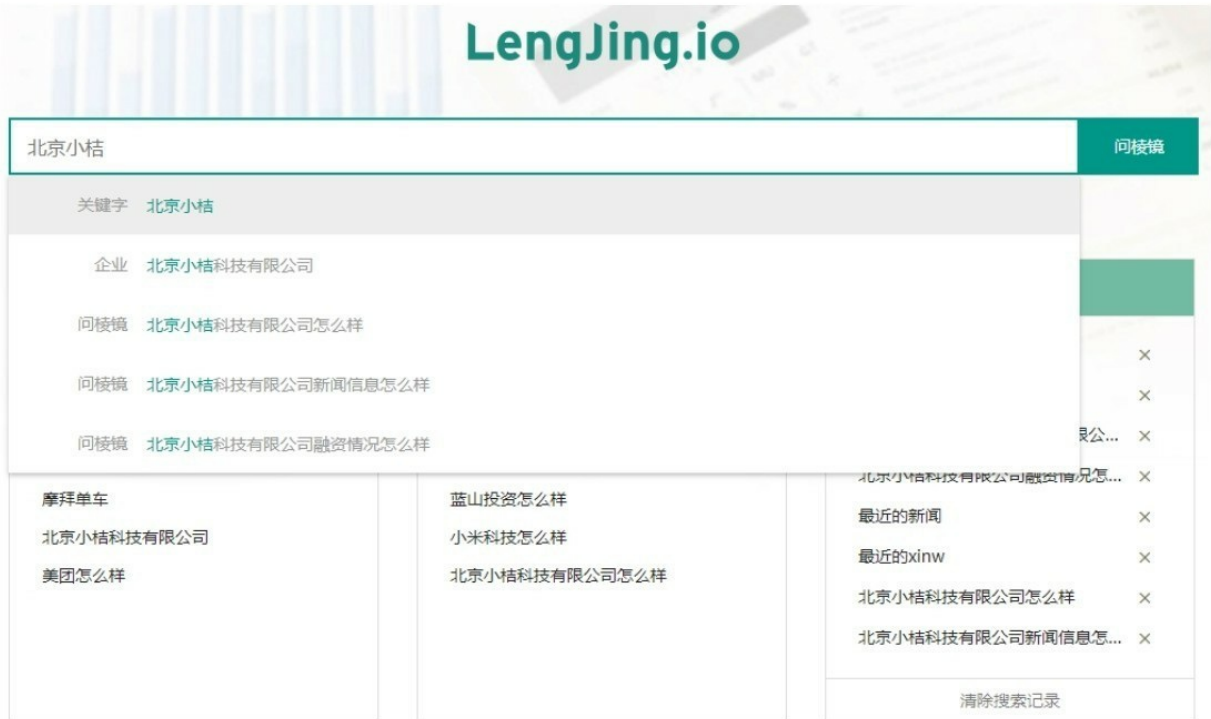 LengJing.io
北京小桔
问棱镜
关键字 北京小桔
企业 北京小桔科技有限公司
问棱镜 北京小桔科技有限公司怎么样
问棱镜 北京小桔科技有限公司新闻信息怎么样
问棱镜 北京小桔科技有限公司融资情况怎么样
摩拜单车
北京小桔科技有限公司
美团怎么样
蓝山投资怎么样
小米科技怎么样
北京小桔科技有限公司怎么样
×
×
限公... ×
北京小桔科技有限公司融资情况怎... ×
最近的新闻 ×
最近的xinw ×
北京小桔科技有限公司怎么样 ×
北京小桔科技有限公司新闻信息怎... ×
清除搜索记录